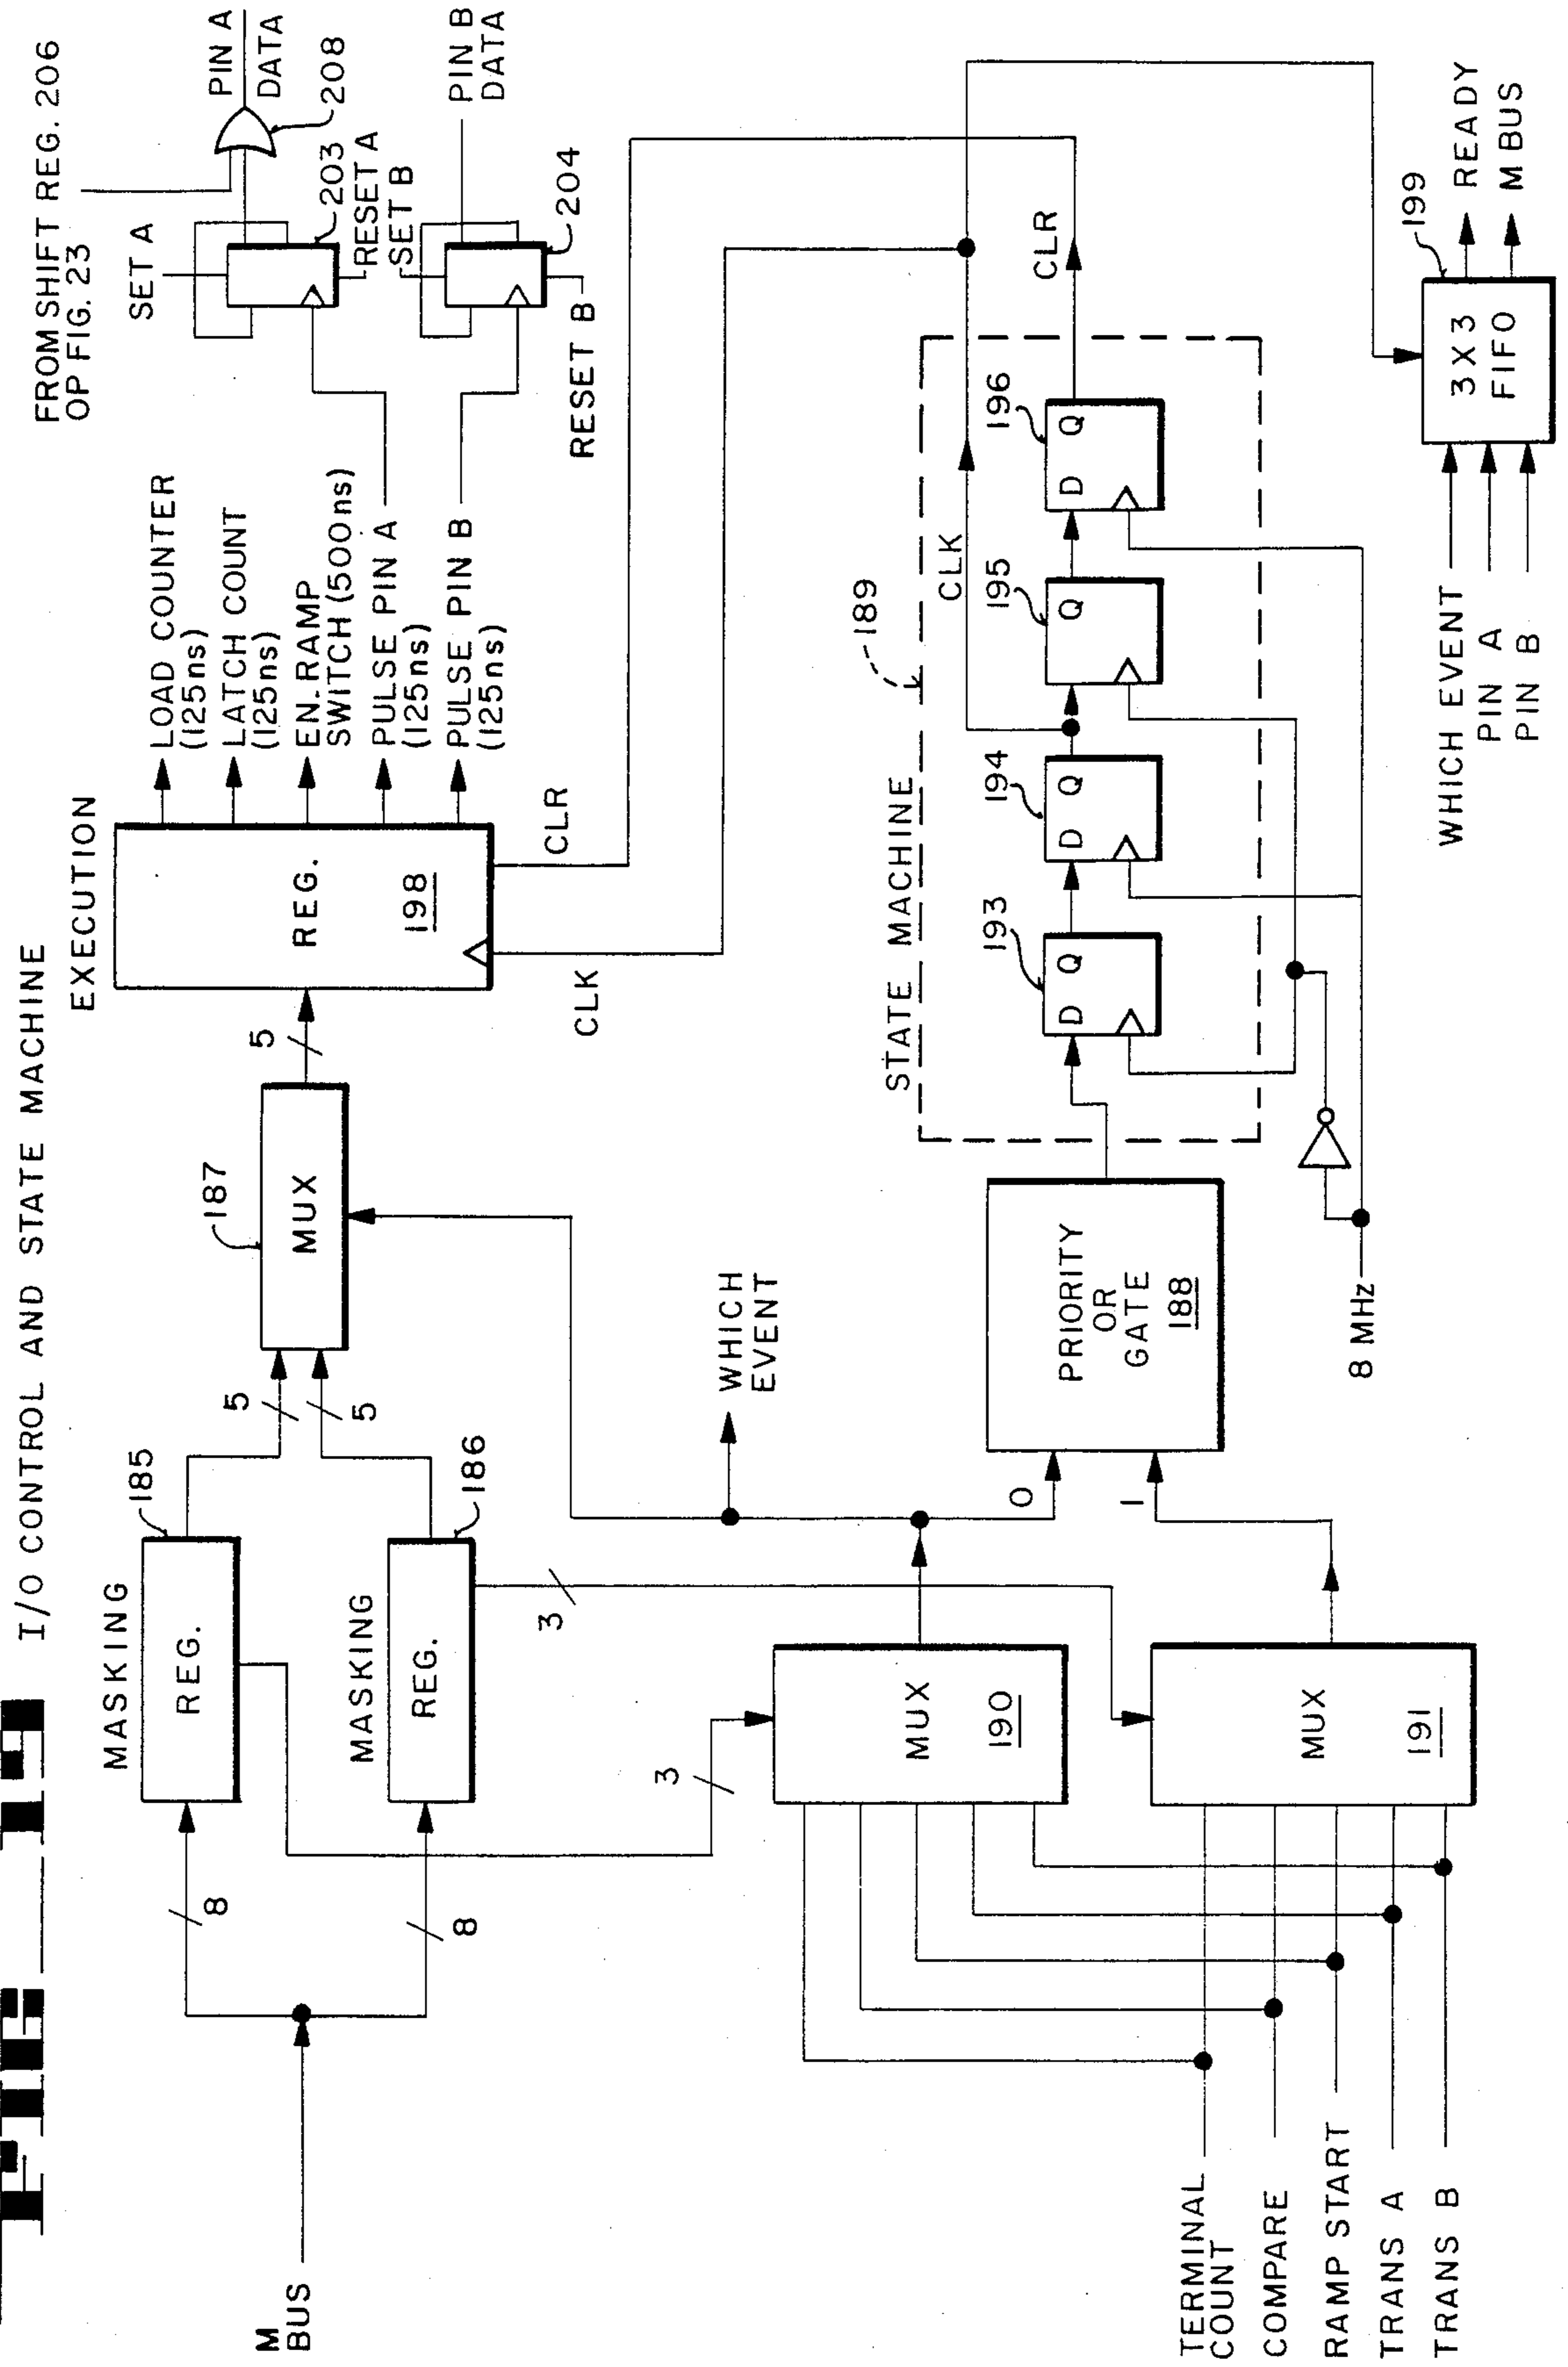 FIG_19
I/O CONTROL AND STATE MACHINE
M
BUS
8
8
MASKING
REG.
185
MASKING
REG.
186
5
5
3
3
187
MUX
5
EXECUTION
REG.
198
CLK
CLR
LOAD COUNTER
(125ns)
LATCH COUNT
(125ns)
EN.RAMP
SWITCH (500ns)
PULSE PIN A
(125ns)
PULSE PIN B
(125ns)
FROM SHIFT REG. 206
OP FIG. 23
SET A
203
RESET A
SET B
204
RESET B
208
PIN A
DATA
PIN B
DATA
WHICH
EVENT
MUX
190
MUX
191
TERMINAL
COUNT
COMPARE
RAMP START
TRANS A
TRANS B
0
1
PRIORITY
OR
GATE
188
8 MHz
STATE MACHINE
189
193
D Q
194
D Q
195
Q
196
D Q
CLK
CLR
WHICH EVENT
PIN A
PIN B
3X3
FIFO
199
READY
M BUS